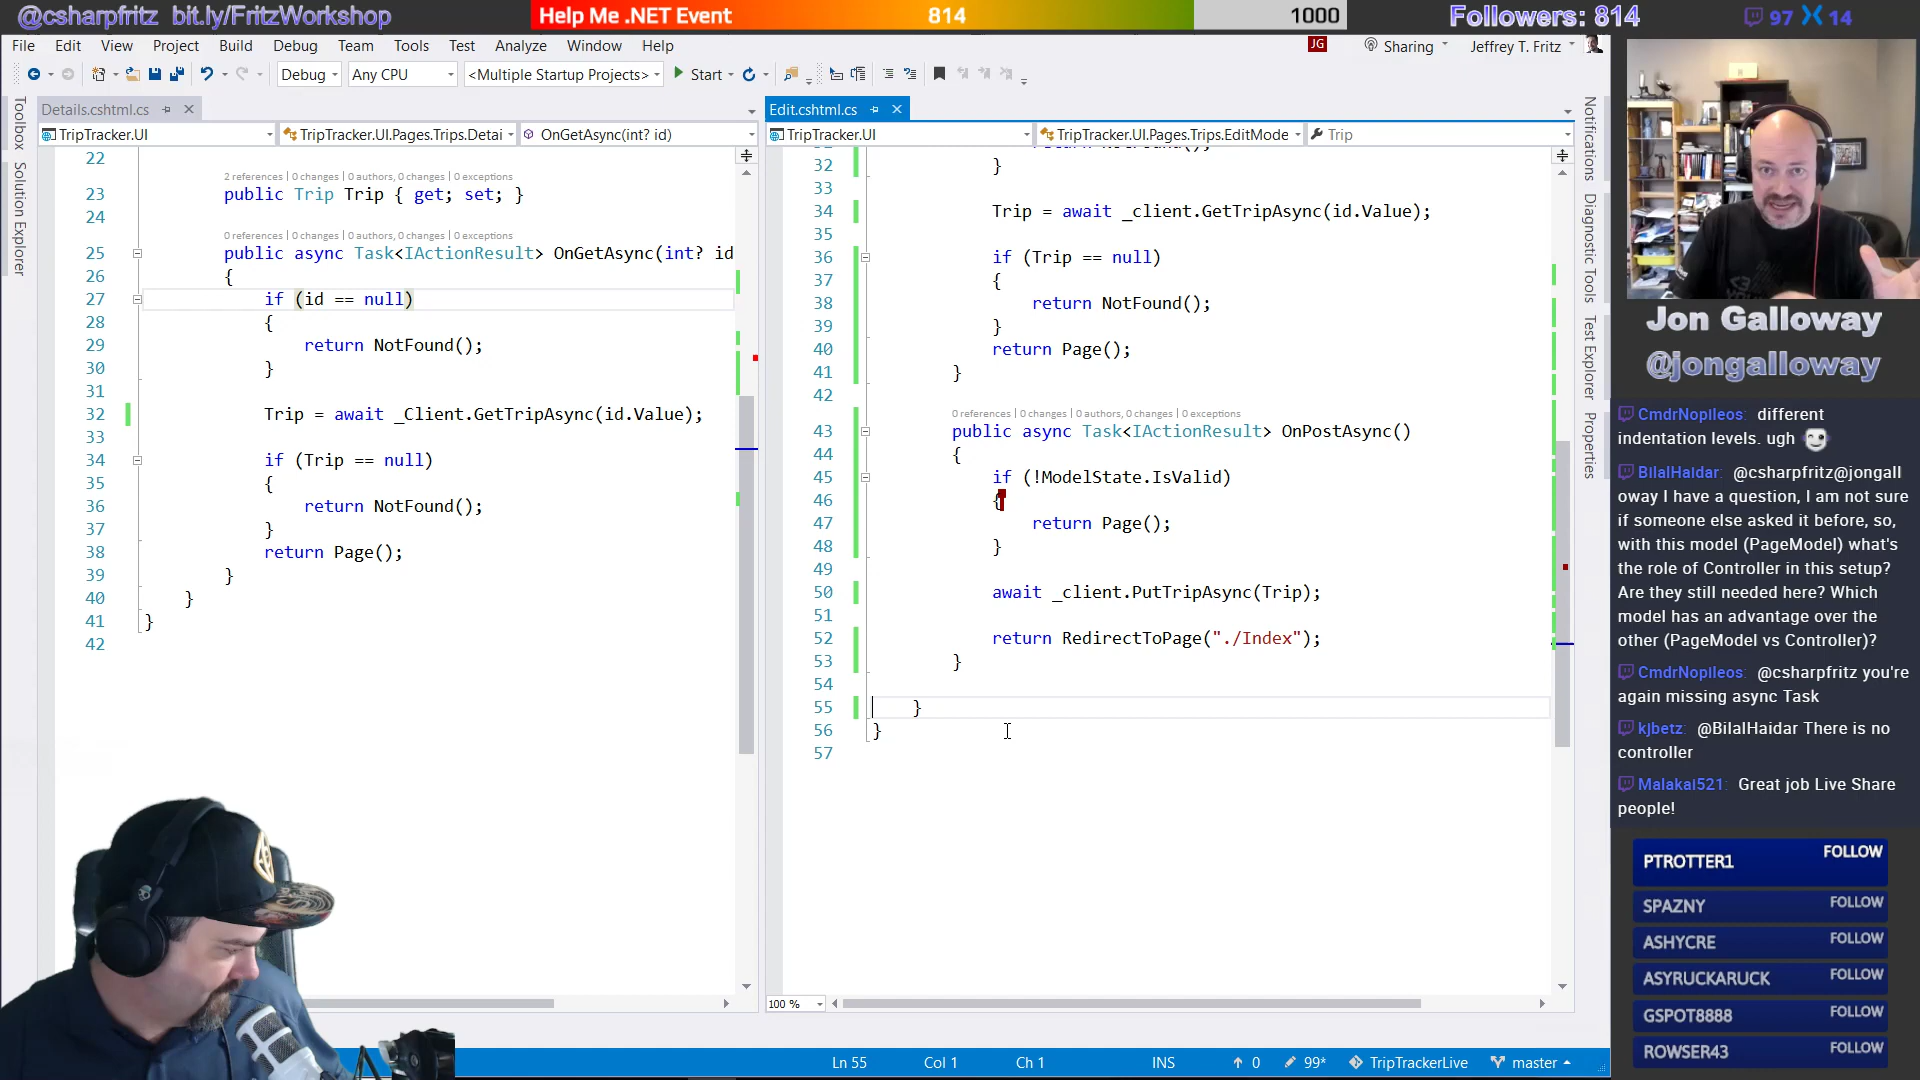 @csharpfritz bit.ly/FritzWorkshop
Help Me .NET Event 814 1000
Followers: 814
97 14
File Edit View Project Build Debug Team Tools Test Analyze Window Help
JG Sharing Jeffrey T. Fritz
Debug Any CPU <Multiple Startup Projects> Start
Toolbox
Solution Explorer
Details.cshtml.cs
TripTracker.UI TripTracker.UI.Pages.Trips.Detai OnGetAsync(int? id)
22
2 references | 0 changes | 0 authors, 0 changes | 0 exceptions
23 public Trip Trip { get; set; }
24
0 references | 0 changes | 0 authors, 0 changes | 0 exceptions
25 public async Task<IActionResult> OnGetAsync(int? id
26 {
27 if (id == null)
28 {
29 return NotFound();
30 }
31
32 Trip = await _Client.GetTripAsync(id.Value);
33
34 if (Trip == null)
35 {
36 return NotFound();
37 }
38 return Page();
39 }
40 }
41 }
42
Edit.cshtml.cs
TripTracker.UI TripTracker.UI.Pages.Trips.EditMode Trip
32 }
33
34 Trip = await _client.GetTripAsync(id.Value);
35
36 if (Trip == null)
37 {
38 return NotFound();
39 }
40 return Page();
41 }
42
0 references | 0 changes | 0 authors, 0 changes | 0 exceptions
43 public async Task<IActionResult> OnPostAsync()
44 {
45 if (!ModelState.IsValid)
46 {
47 return Page();
48 }
49
50 await _client.PutTripAsync(Trip);
51
52 return RedirectToPage("./Index");
53 }
54
55 }
56 }
57
100 %
Ln 55 Col 1 Ch 1 INS 0 99* TripTrackerLive master
Notifications
Diagnostic Tools
Test Explorer
Properties
Jon Galloway
@jongalloway
CmdrNopileos: different
indentation levels. ugh
BilalHaidar: @csharpfritz@jongall
oway I have a question, I am not sure
if someone else asked it before, so,
with this model (PageModel) what's
the role of Controller in this setup?
Are they still needed here? Which
model has an advantage over the
other (PageModel vs Controller)?
CmdrNopileos: @csharpfritz you're
again missing async Task
kjbetz: @BilalHaidar There is no
controller
Malakai521: Great job Live Share
people!
PTROTTER1 FOLLOW
SPAZNY FOLLOW
ASHYCRE FOLLOW
ASYRUCKARUCK FOLLOW
GSPOT8888 FOLLOW
ROWSER43 FOLLOW